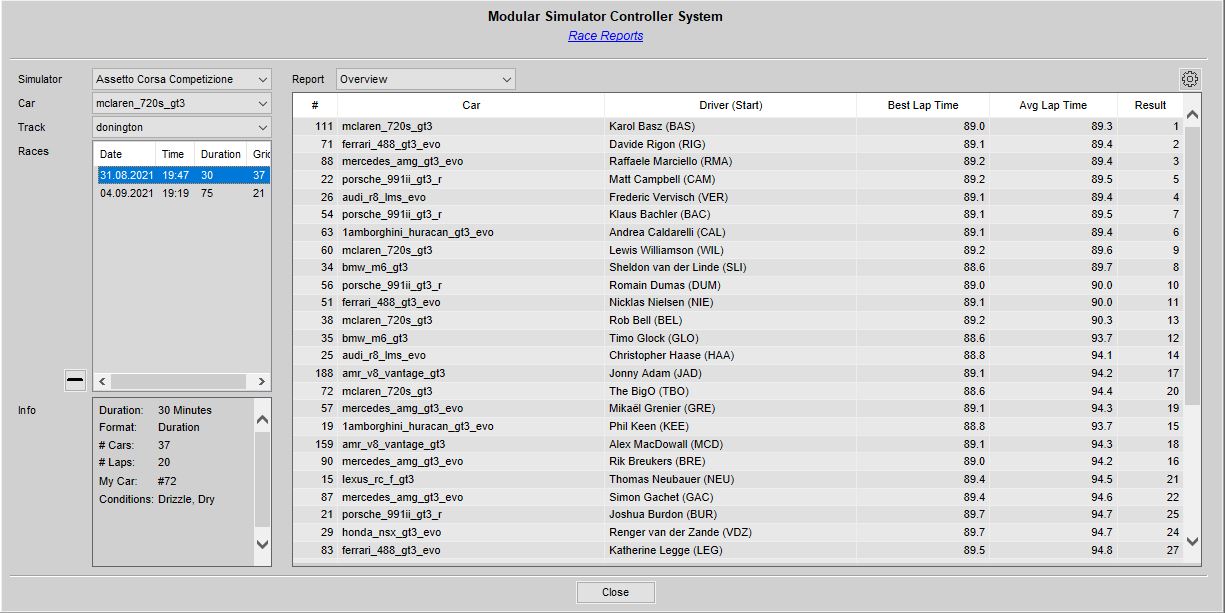 Modular Simulator Controller System
Race Reports
Simulator Assetto Corsa Competizione
Car mclaren_720s_gt3
Track donington
Races
Date Time Duration Grid
31.08.2021 19:47 30 37
04.09.2021 19:19 75 21
Info
Duration: 30 Minutes
Format: Duration
# Cars: 37
# Laps: 20
My Car: #72
Conditions: Drizzle, Dry
Report Overview
# Car Driver (Start) Best Lap Time Avg Lap Time Result
111 mclaren_720s_gt3 Karol Basz (BAS) 89.0 89.3 1
71 ferrari_488_gt3_evo Davide Rigon (RIG) 89.1 89.4 2
88 mercedes_amg_gt3_evo Raffaele Marciello (RMA) 89.2 89.4 3
22 porsche_991ii_gt3_r Matt Campbell (CAM) 89.2 89.5 5
26 audi_r8_lms_evo Frederic Vervisch (VER) 89.1 89.4 4
54 porsche_991ii_gt3_r Klaus Bachler (BAC) 89.1 89.5 7
63 1amborghini_huracan_gt3_evo Andrea Caldarelli (CAL) 89.1 89.4 6
60 mclaren_720s_gt3 Lewis Williamson (WIL) 89.2 89.6 9
34 bmw_m6_gt3 Sheldon van der Linde (SLI) 88.6 89.7 8
56 porsche_991ii_gt3_r Romain Dumas (DUM) 89.0 90.0 10
51 ferrari_488_gt3_evo Nicklas Nielsen (NIE) 89.1 90.0 11
38 mclaren_720s_gt3 Rob Bell (BEL) 89.2 90.3 13
35 bmw_m6_gt3 Timo Glock (GLO) 88.6 93.7 12
25 audi_r8_lms_evo Christopher Haase (HAA) 88.8 94.1 14
188 amr_v8_vantage_gt3 Jonny Adam (JAD) 89.1 94.2 17
72 mclaren_720s_gt3 The BigO (TBO) 88.6 94.4 20
57 mercedes_amg_gt3_evo Mikaël Grenier (GRE) 89.1 94.3 19
19 1amborghini_huracan_gt3_evo Phil Keen (KEE) 88.8 93.7 15
159 amr_v8_vantage_gt3 Alex MacDowall (MCD) 89.1 94.3 18
90 mercedes_amg_gt3_evo Rik Breukers (BRE) 89.0 94.2 16
15 lexus_rc_f_gt3 Thomas Neubauer (NEU) 89.4 94.5 21
87 mercedes_amg_gt3_evo Simon Gachet (GAC) 89.4 94.6 22
21 porsche_991ii_gt3_r Joshua Burdon (BUR) 89.7 94.7 25
29 honda_nsx_gt3_evo Renger van der Zande (VDZ) 89.7 94.7 24
83 ferrari_488_gt3_evo Katherine Legge (LEG) 89.5 94.8 27
Close